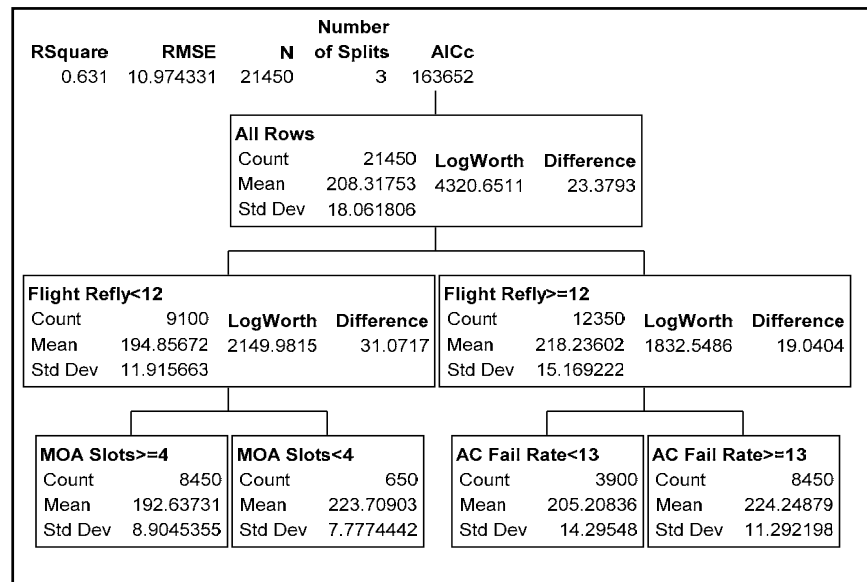 Number
RSquare RMSE N of Splits AICc
0.631 10.974331 21450 3 163652
All Rows
Count 21450 LogWorth Difference
Mean 208.31753 4320.6511 23.3793
Std Dev 18.061806
Flight Refly<12
Count 9100 LogWorth Difference
Mean 194.85672 2149.9815 31.0717
Std Dev 11.915663
Flight Refly>=12
Count 12350 LogWorth Difference
Mean 218.23602 1832.5486 19.0404
Std Dev 15.169222
MOA Slots>=4
Count 8450
Mean 192.63731
Std Dev 8.9045355
MOA Slots<4
Count 650
Mean 223.70903
Std Dev 7.7774442
AC Fail Rate<13
Count 3900
Mean 205.20836
Std Dev 14.29548
AC Fail Rate>=13
Count 8450
Mean 224.24879
Std Dev 11.292198